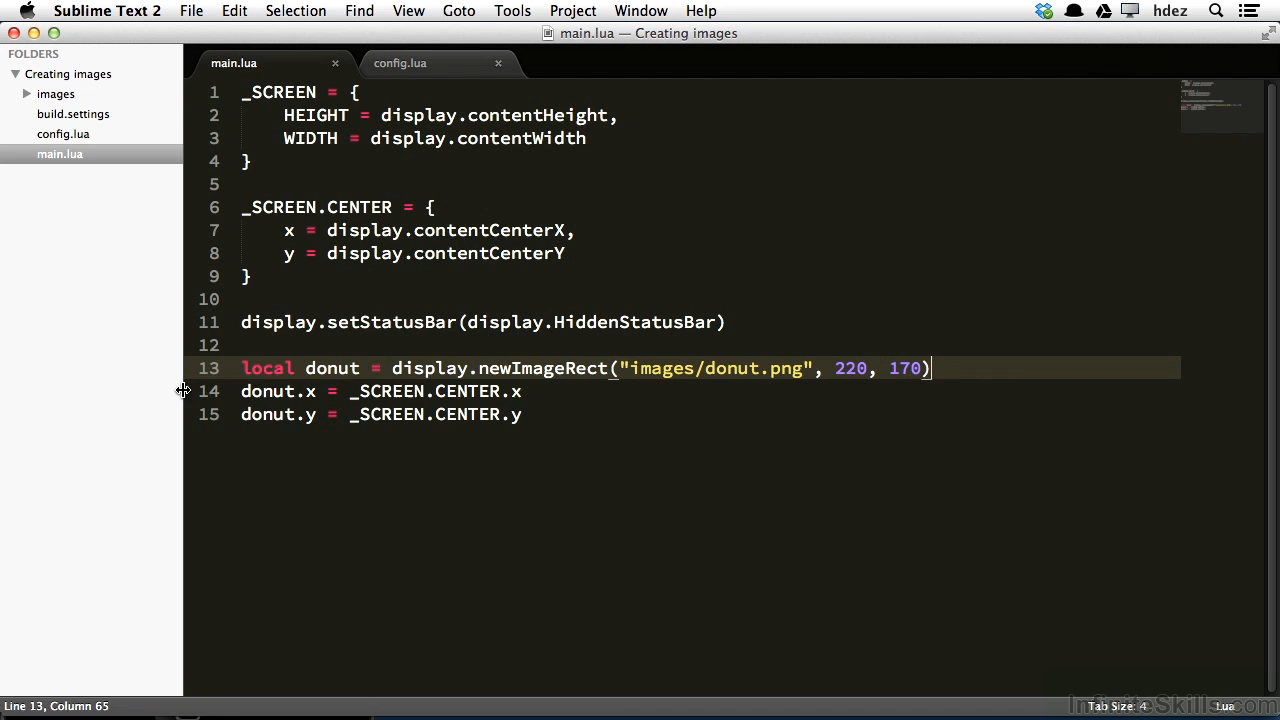 Sublime Text 2 File Edit Selection Find View Goto Tools Project Window Help hdez
main.lua — Creating images
FOLDERS
Creating images
images
build.settings
config.lua
main.lua
main.lua × config.lua ×
1 _SCREEN = {
2 HEIGHT = display.contentHeight,
3 WIDTH = display.contentWidth
4 }
5
6 _SCREEN.CENTER = {
7 x = display.contentCenterX,
8 y = display.contentCenterY
9 }
10
11 display.setStatusBar(display.HiddenStatusBar)
12
13 local donut = display.newImageRect("images/donut.png", 220, 170)
14 donut.x = _SCREEN.CENTER.x
15 donut.y = _SCREEN.CENTER.y
Line 13, Column 65 Tab Size: 4 Lua
InfiniteSkills.com